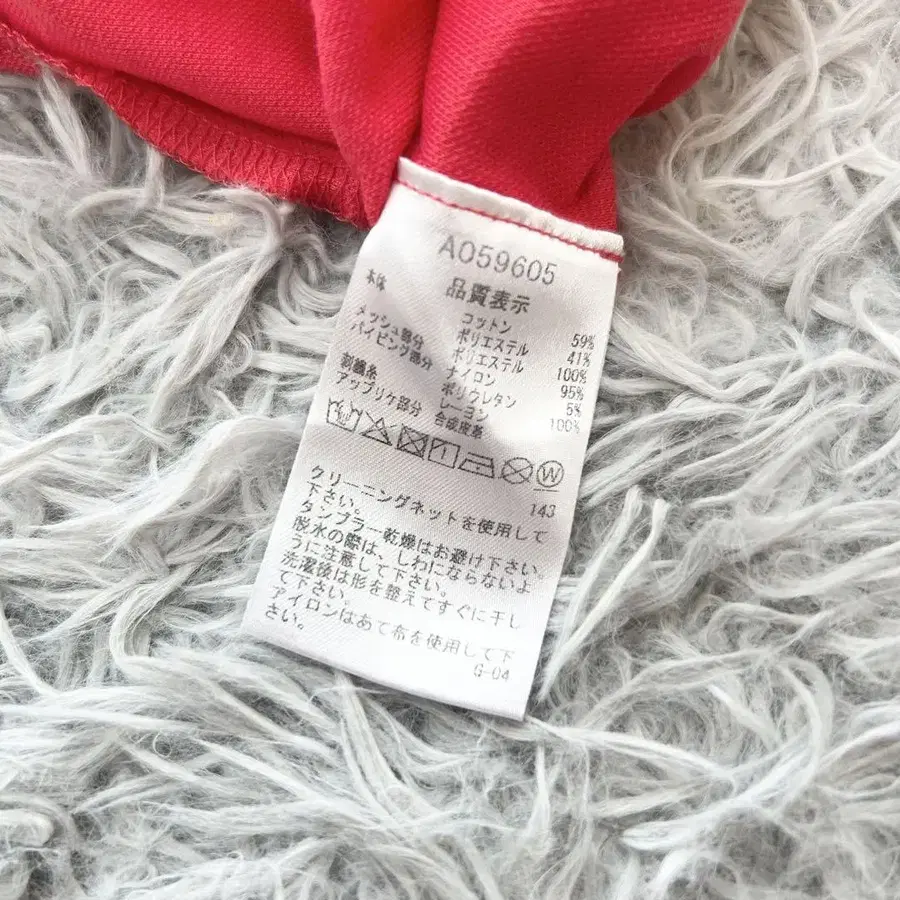 A059605
品質表示
本体 コットン 59%
ポリエステル 41%
メッシュ部分 ポリエステル 100%
パイピング部分 ナイロン 95%
ポリウレタン 5%
刺繍糸 レーヨン 100%
アップリケ部分 合成皮革
W
143
クリーニングネットを使用して
下さい。
タンブラー乾燥はお避け下さい。
脱水の際は、しわにならないよ
うに注意して下さい。
洗濯後は形を整えてすぐに干し
て下さい。
アイロンはあて布を使用して下
さい。
G-04